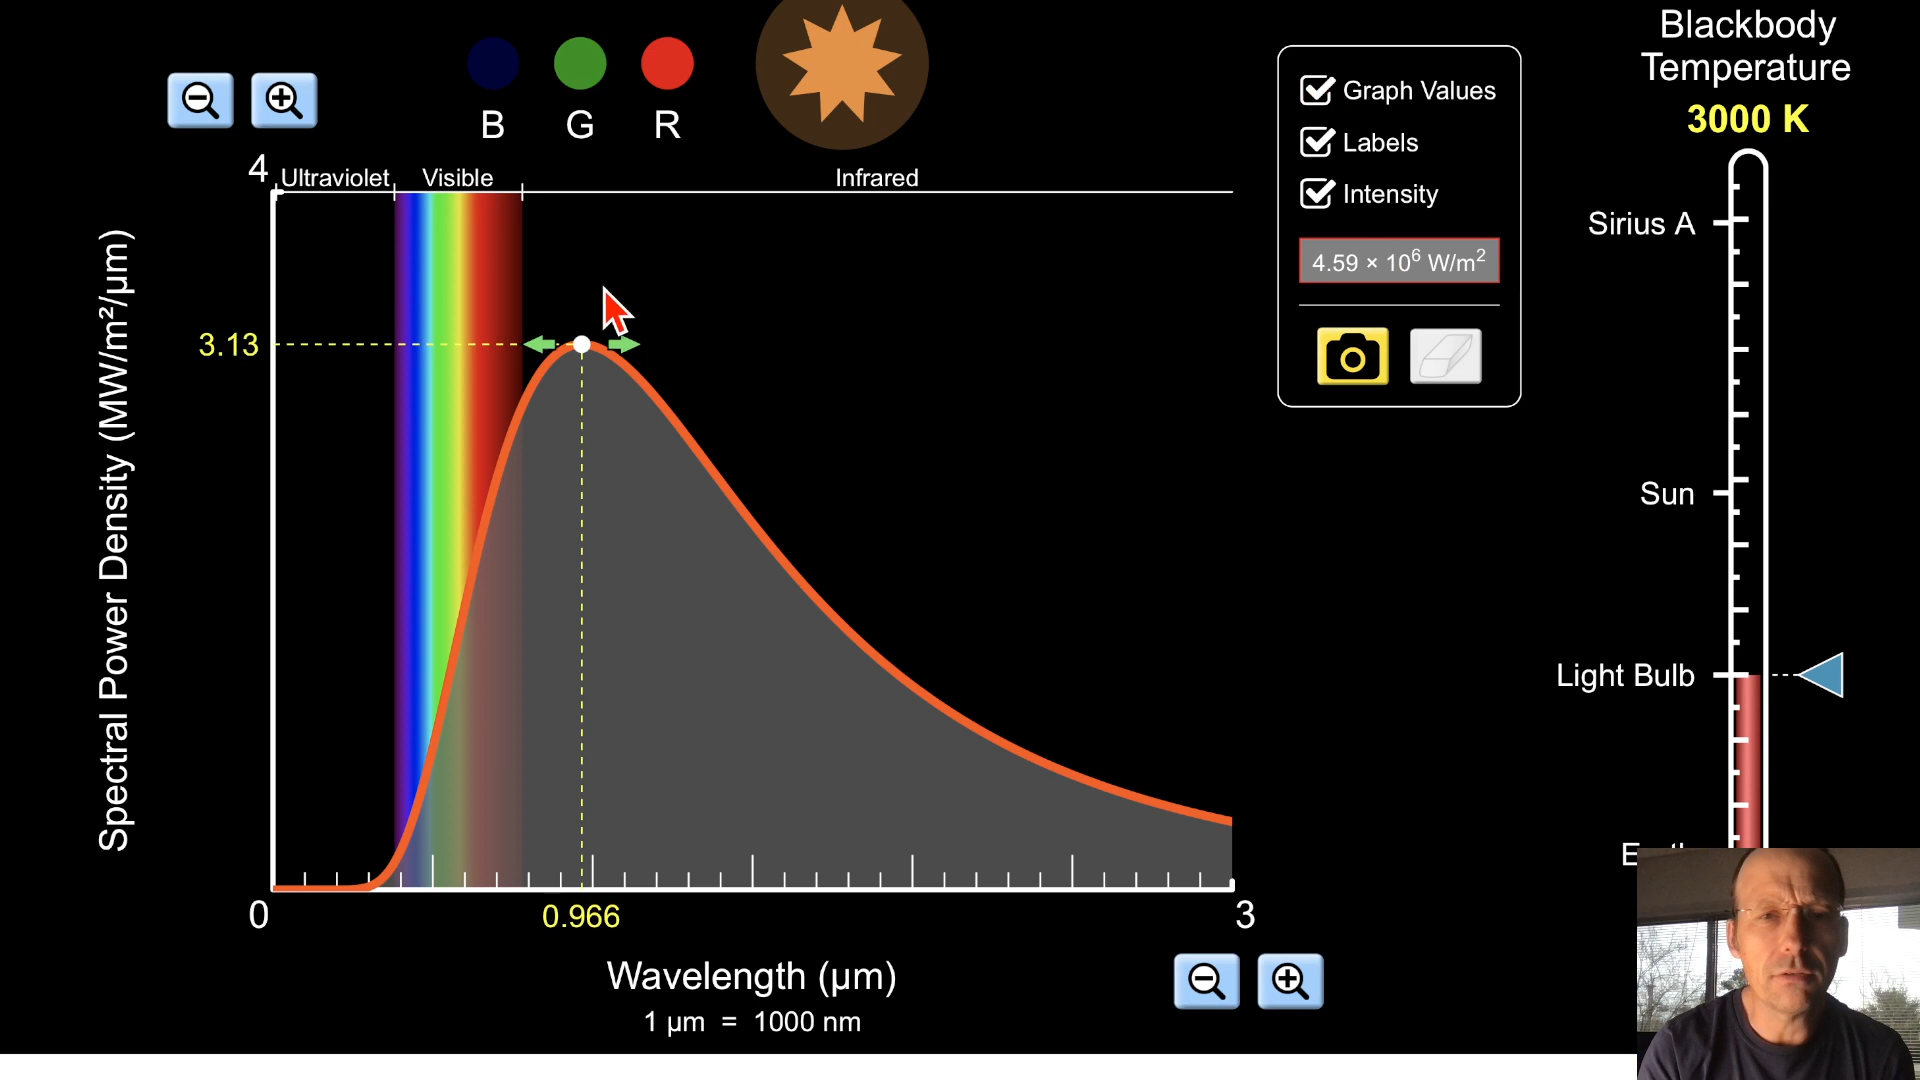 Blackbody
Temperature
3000 K
B
G
R
Graph Values
Labels
Intensity
4.59 × 10⁶ W/m²
4
Ultraviolet
Visible
Infrared
3.13
Spectral Power Density (MW/m²/μm)
0
0.966
3
Wavelength (μm)
1 μm = 1000 nm
Sirius A
Sun
Light Bulb